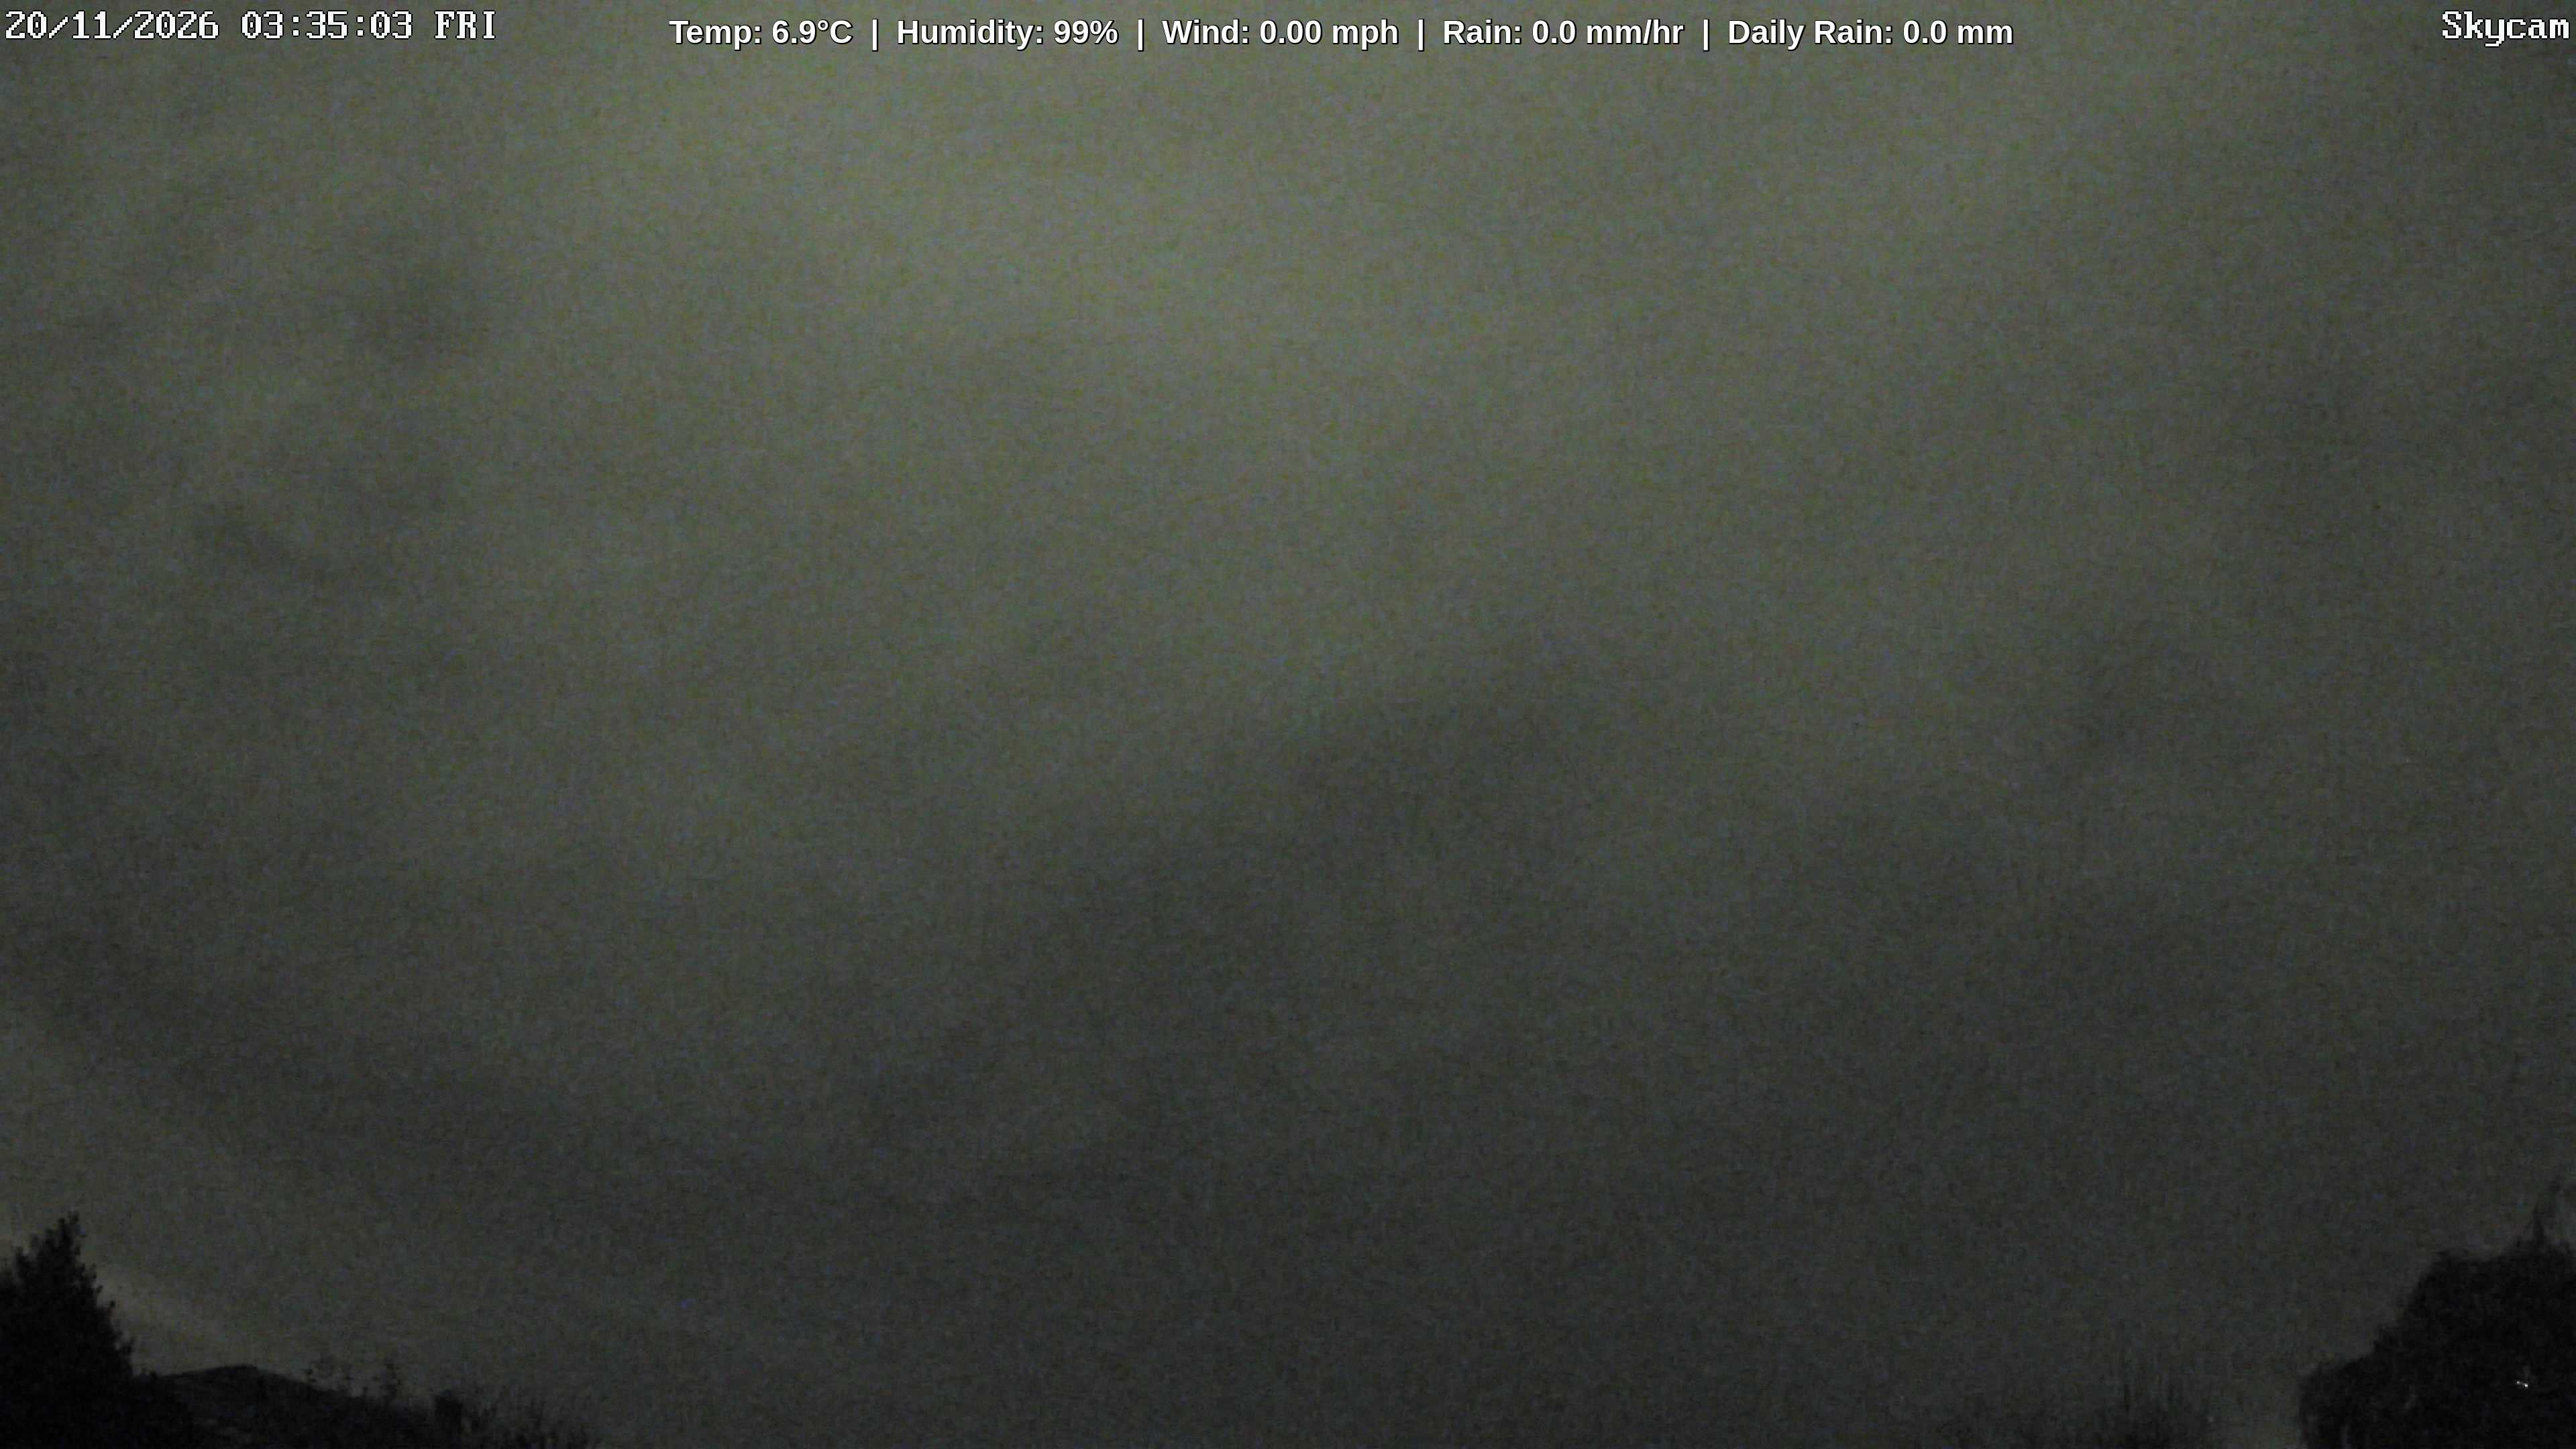 20/11/2026 03:35:03 FRI
Temp: 6.9°C | Humidity: 99% | Wind: 0.00 mph | Rain: 0.0 mm/hr | Daily Rain: 0.0 mm
Skycam